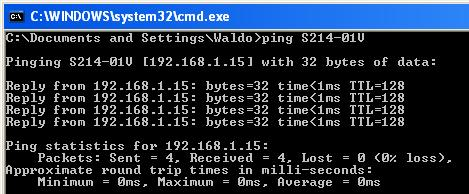 C:\WINDOWS\system32\cmd.exe
C:\Documents and Settings\Waldo>ping S214-01V
Pinging S214-01V [192.168.1.15] with 32 bytes of data:
Reply from 192.168.1.15: bytes=32 time<1ms TTL=128
Reply from 192.168.1.15: bytes=32 time<1ms TTL=128
Reply from 192.168.1.15: bytes=32 time<1ms TTL=128
Reply from 192.168.1.15: bytes=32 time<1ms TTL=128
Ping statistics for 192.168.1.15:
Packets: Sent = 4, Received = 4, Lost = 0 (0% loss),
Approximate round trip times in milli-seconds:
Minimum = 0ms, Maximum = 0ms, Average = 0ms